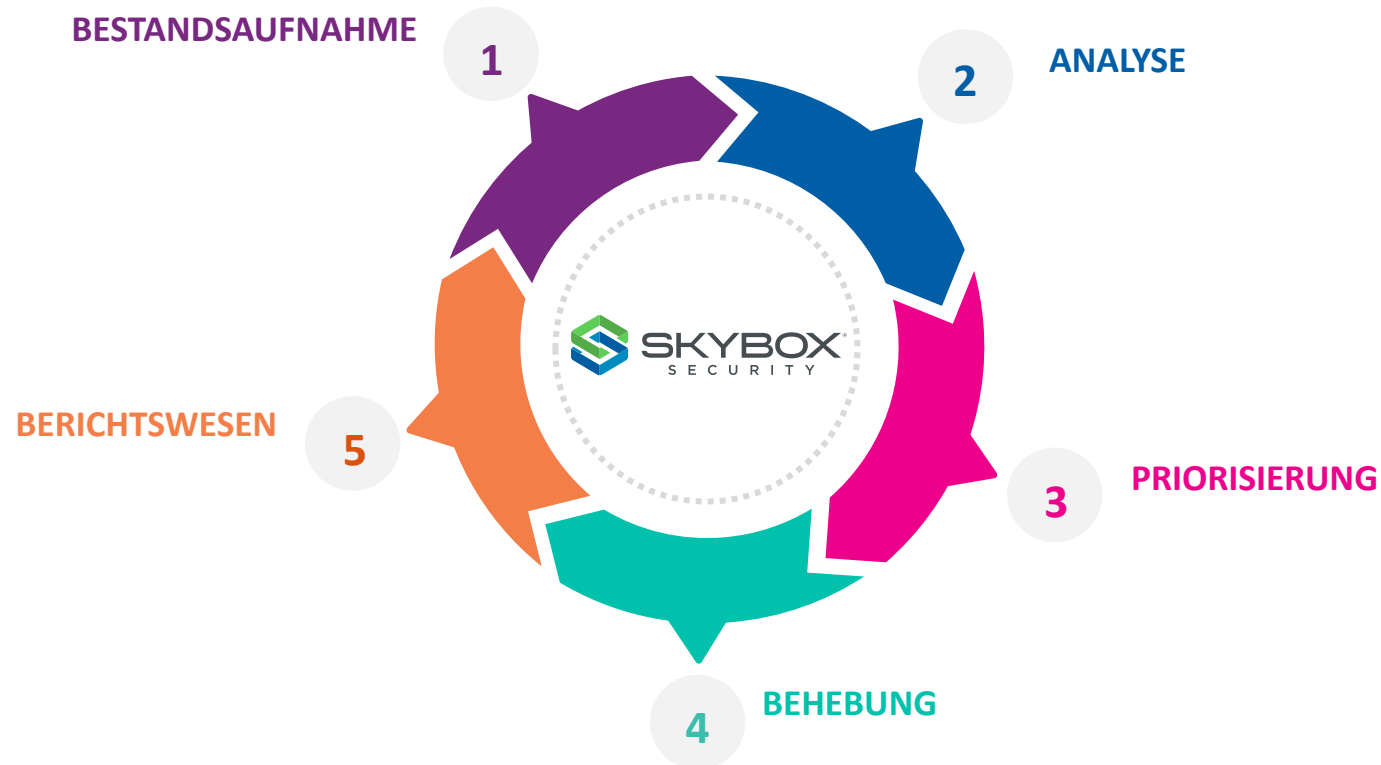 BESTANDSAUFNAHME
1
2
ANALYSE
SKYBOX
SECURITY
BERICHTSWESEN
5
3
PRIORISIERUNG
4
BEHEBUNG